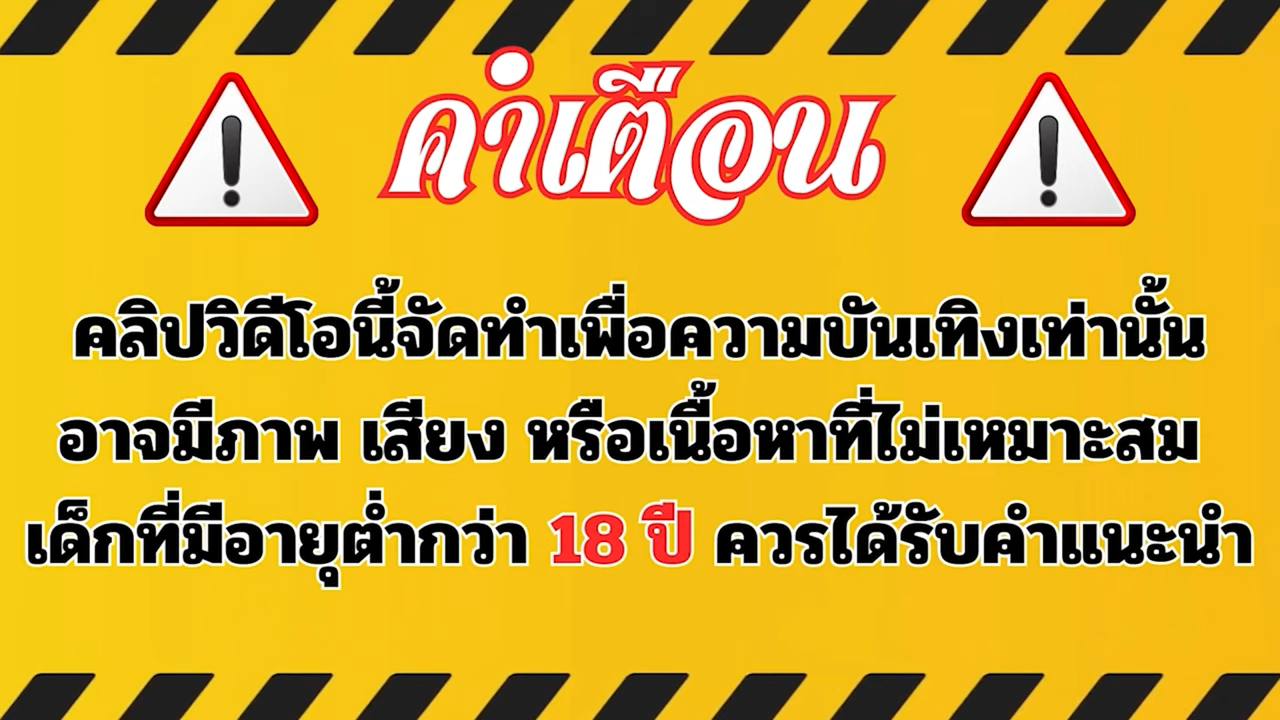 คำเตือน
คลิปวิดีโอนี้จัดทำเพื่อความบันเทิงเท่านั้น
อาจมีภาพ เสียง หรือเนื้อหาที่ไม่เหมาะสม
เด็กที่มีอายุต่ำกว่า 18 ปี ควรได้รับคำแนะนำ